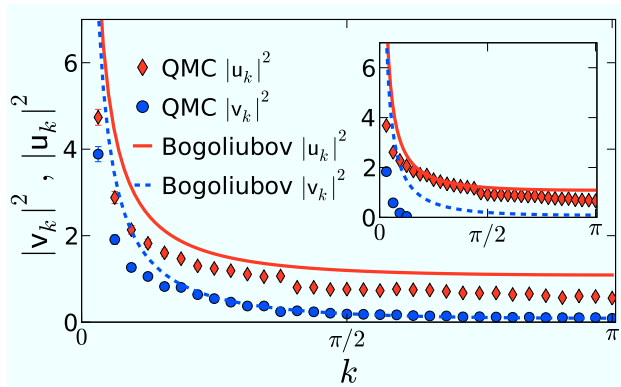 |v_k|^2 , |u_k|^2
6
4
2
0
0
π/2
π
k
QMC |u_k|^2
QMC |v_k|^2
Bogoliubov |u_k|^2
Bogoliubov |v_k|^2
6
4
2
0
0
π/2
π